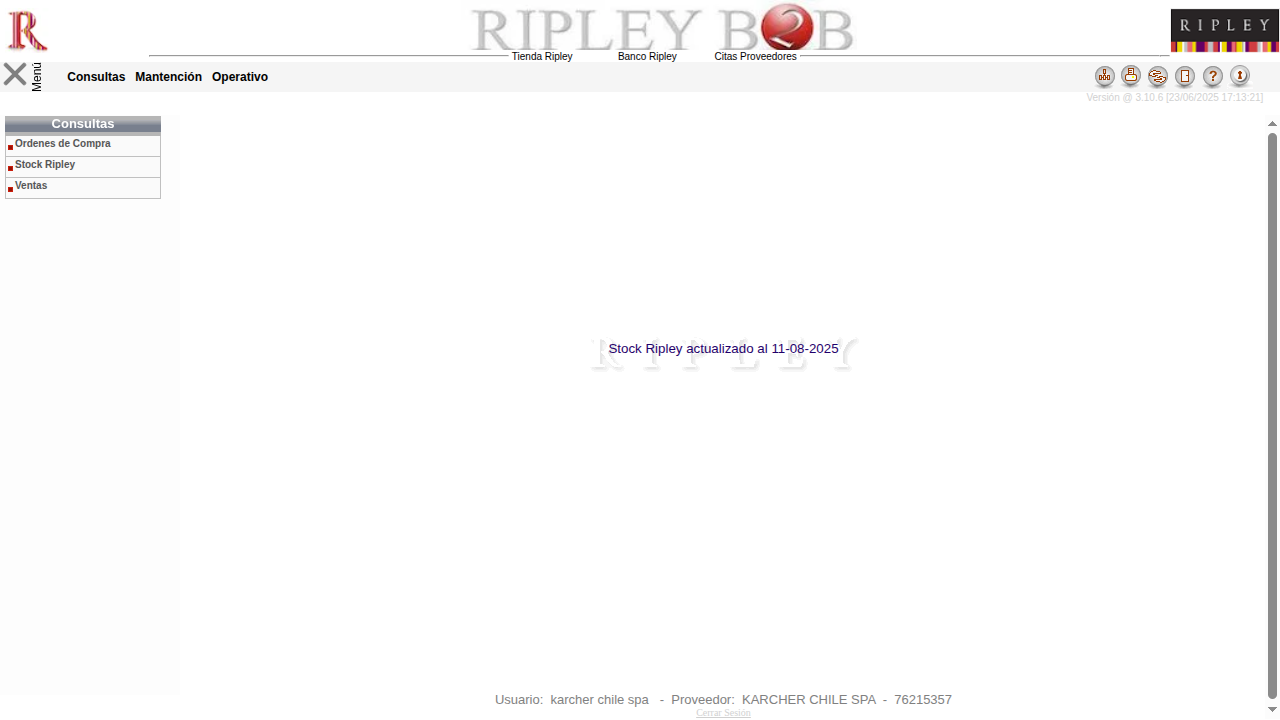 R
RIPLEY B2B
RIPLEY
Tienda Ripley Banco Ripley Citas Proveedores
Menú
Consultas Mantención Operativo
?
Versión @ 3.10.6 [23/06/2025 17:13:21]
Consultas
Ordenes de Compra
Stock Ripley
Ventas
RIPLEY
Stock Ripley actualizado al 11-08-2025
Usuario: karcher chile spa - Proveedor: KARCHER CHILE SPA - 76215357
Cerrar Sesión